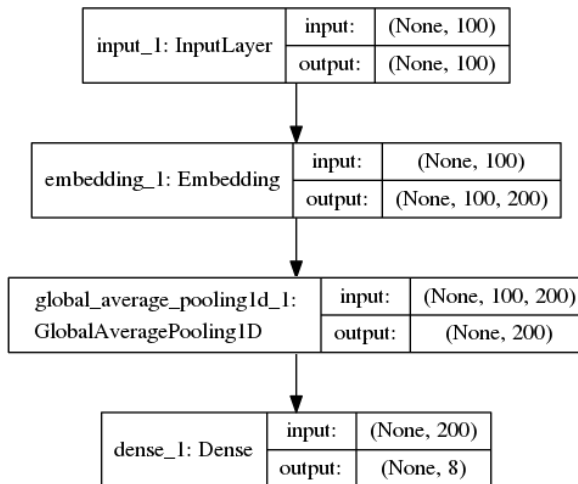 input_1: InputLayer
input: (None, 100)
output: (None, 100)
embedding_1: Embedding
input: (None, 100)
output: (None, 100, 200)
global_average_pooling1d_1:
GlobalAveragePooling1D
input: (None, 100, 200)
output: (None, 200)
dense_1: Dense
input: (None, 200)
output: (None, 8)